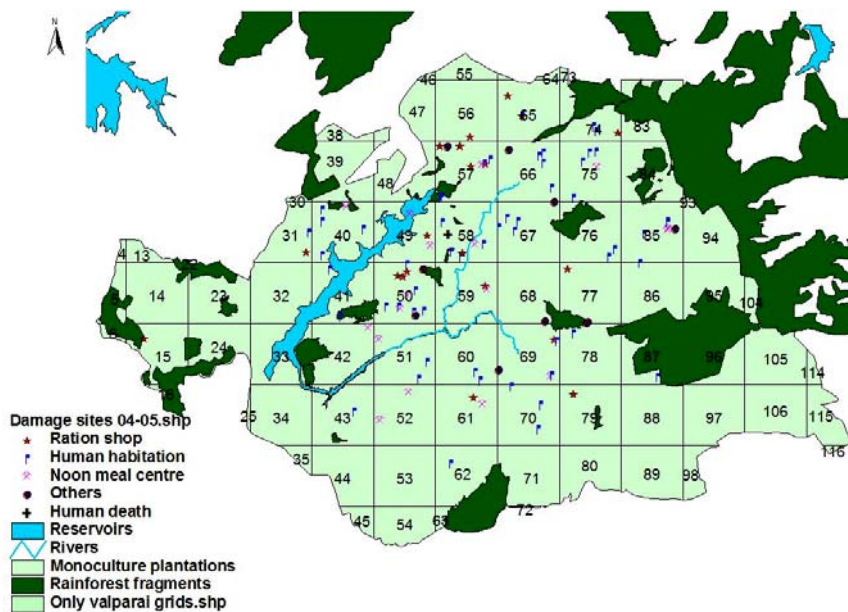 N
55
46 64 73
47 56 65 74 83
38
39 57 66 75 84
48
30 93
31 40 49 58 67 76 85 94
4 13
22
14 23 32 41 50 59 68 77 86 95 104
5
6
15 24 33 42 51 60 69 78 87 96 105
114
16
25 34 43 52 61 70 79 88 97 106 115
116
35
44 53 62 71 80 89 98
45 54 63 72
Damage sites 04-05.shp
Ration shop
Human habitation
Noon meal centre
Others
Human death
Reservoirs
Rivers
Monoculture plantations
Rainforest fragments
Only valparai grids.shp